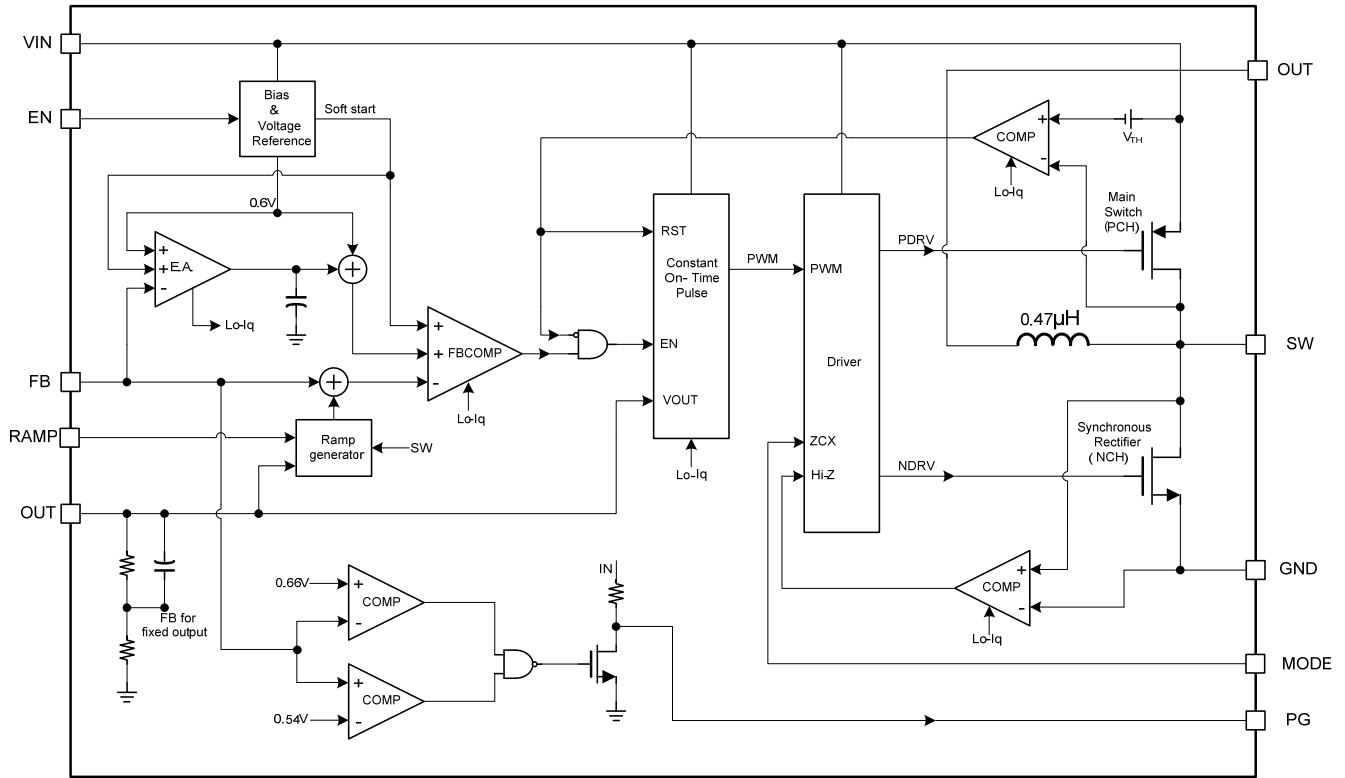 VIN
OUT
EN
Bias
&
Voltage
Reference
Soft start
+
COMP
-
VTH
Lo-Iq
0.6V
Main
Switch
(PCH)
+
+
E.A.
-
Lo-Iq
+
RST
Constant
On- Time
Pulse
PWM
PWM
PDRV
+
+
FBCOMP
-
Lo-Iq
EN
VOUT
Lo-Iq
Driver
0.47µH
SW
FB
+
RAMP
Ramp
generator
SW
ZCX
Hi-Z
NDRV
Synchronous
Rectifier
( NCH)
OUT
FB for
fixed output
0.66V
+
COMP
-
+
COMP
-
0.54V
IN
+
COMP
-
Lo-Iq
GND
MODE
PG